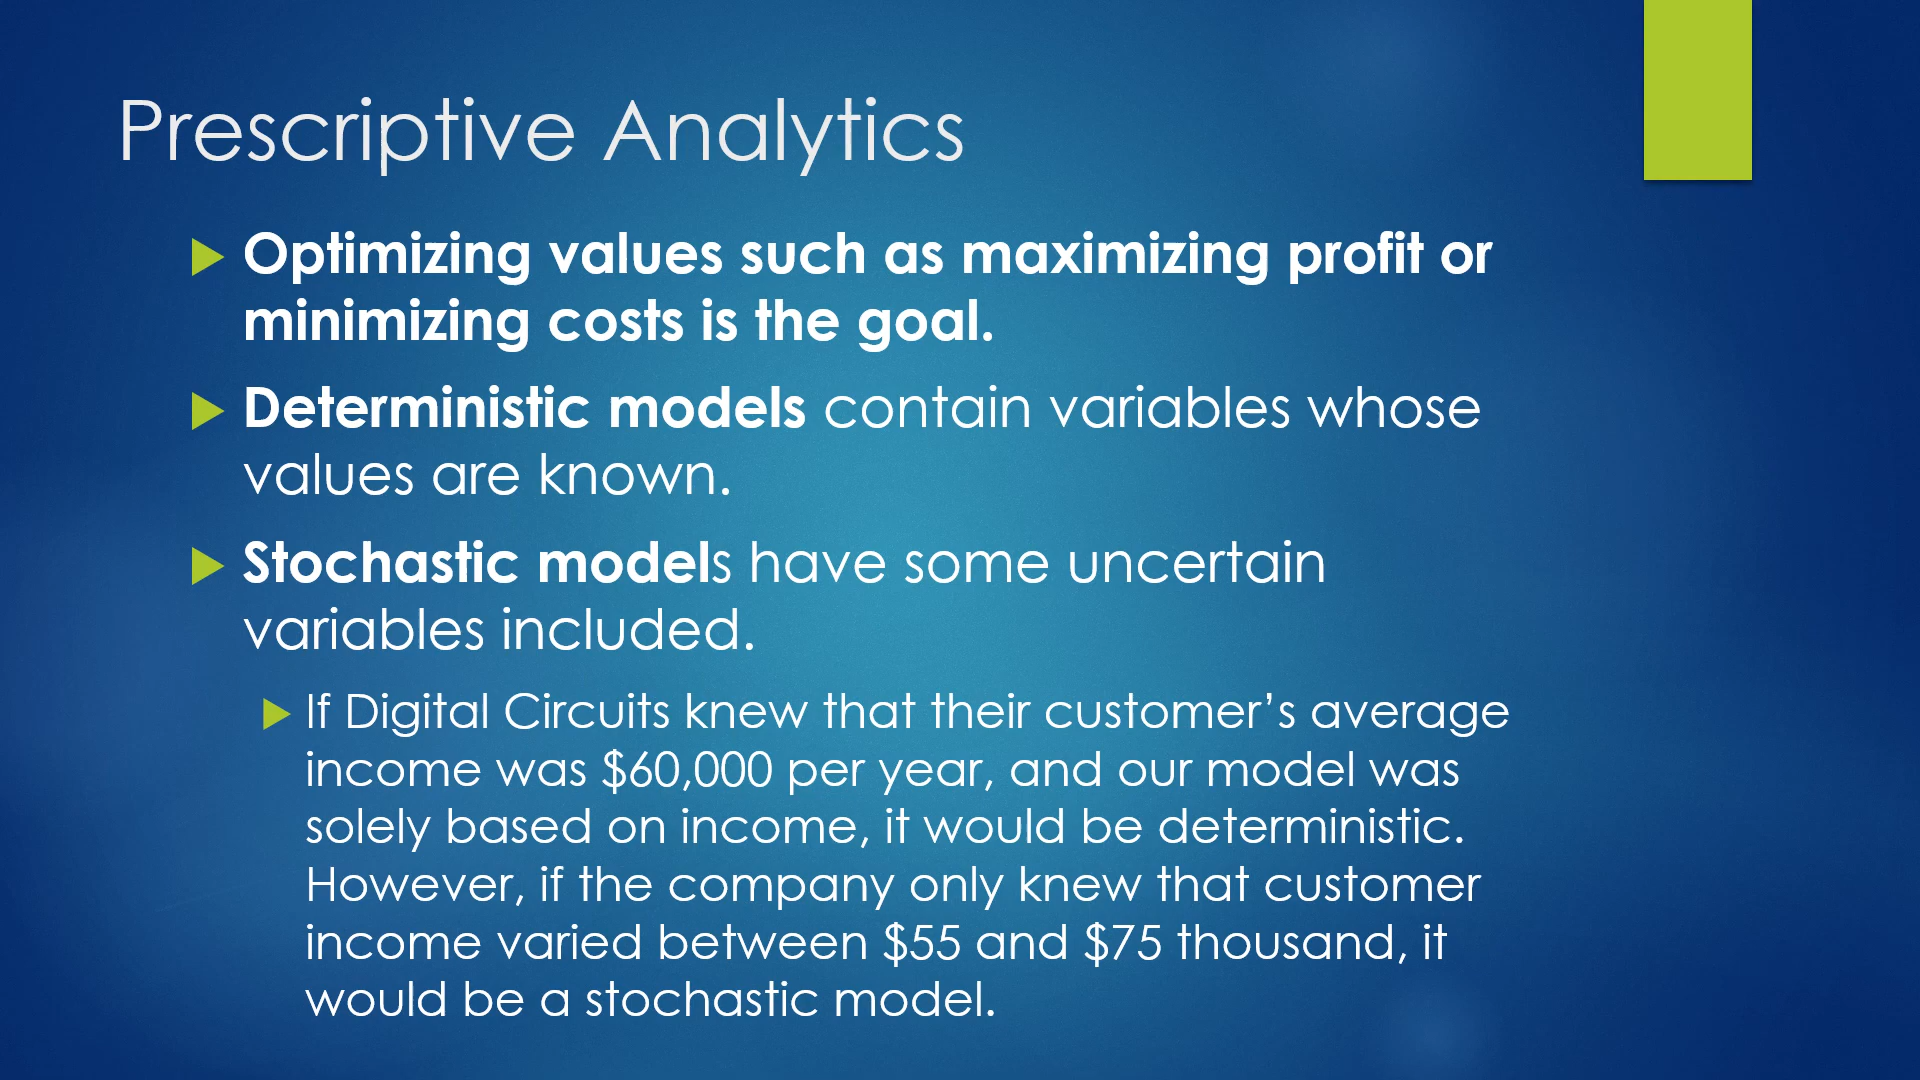 Prescriptive Analytics
Optimizing values such as maximizing profit or
minimizing costs is the goal.
Deterministic models contain variables whose
values are known.
Stochastic models have some uncertain
variables included.
If Digital Circuits knew that their customer’s average
income was $60,000 per year, and our model was
solely based on income, it would be deterministic.
However, if the company only knew that customer
income varied between $55 and $75 thousand, it
would be a stochastic model.